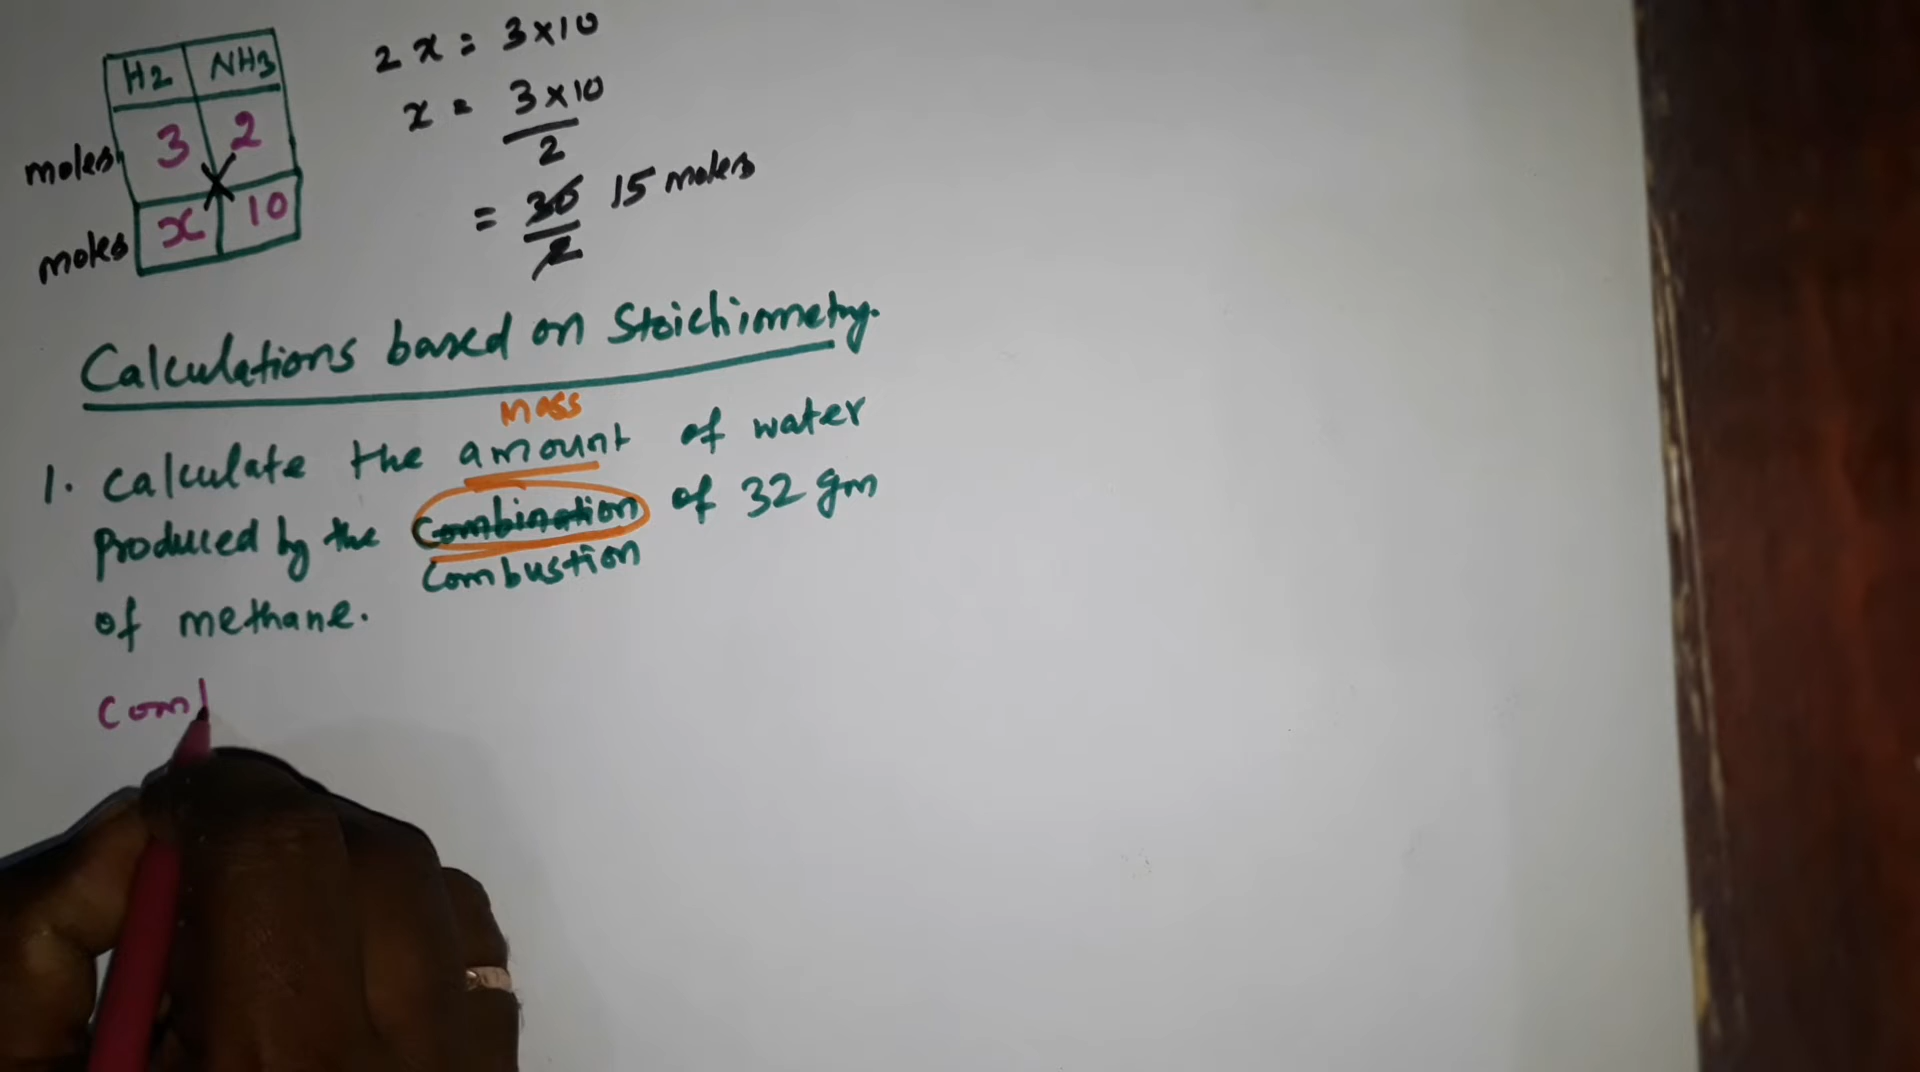 H2 NH3
moles 3 2
moles x 10
2x = 3×10
x = 3×10
2
= 30 15 moles
2
Calculations based on Stoichiometry.
mass
1. Calculate the amount of water
Produced by the Combination of 32 gm
Combustion
of methane.
Com